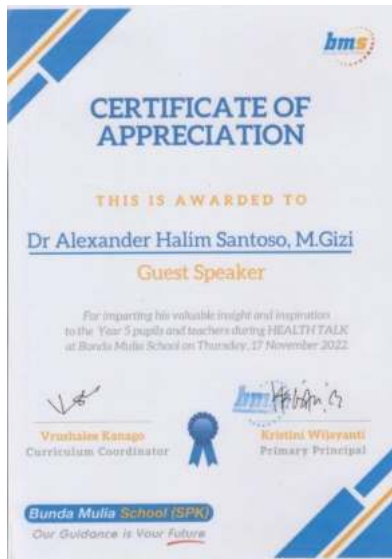 bms
CERTIFICATE OF
APPRECIATION
THIS IS AWARDED TO
Dr Alexander Halim Santoso, M.Gizi
Guest Speaker
For imparting his valuable insight and inspiration
to the Year 5 pupils and teachers during HEALTH TALK
at Bunda Mulia School on Thursday, 17 November 2022
bms
Vrushalee Kanago
Kristini Wijayanti
Curriculum Coordinator
Primary Principal
Bunda Mulia School (SPK)
Our Guidance is Your Future